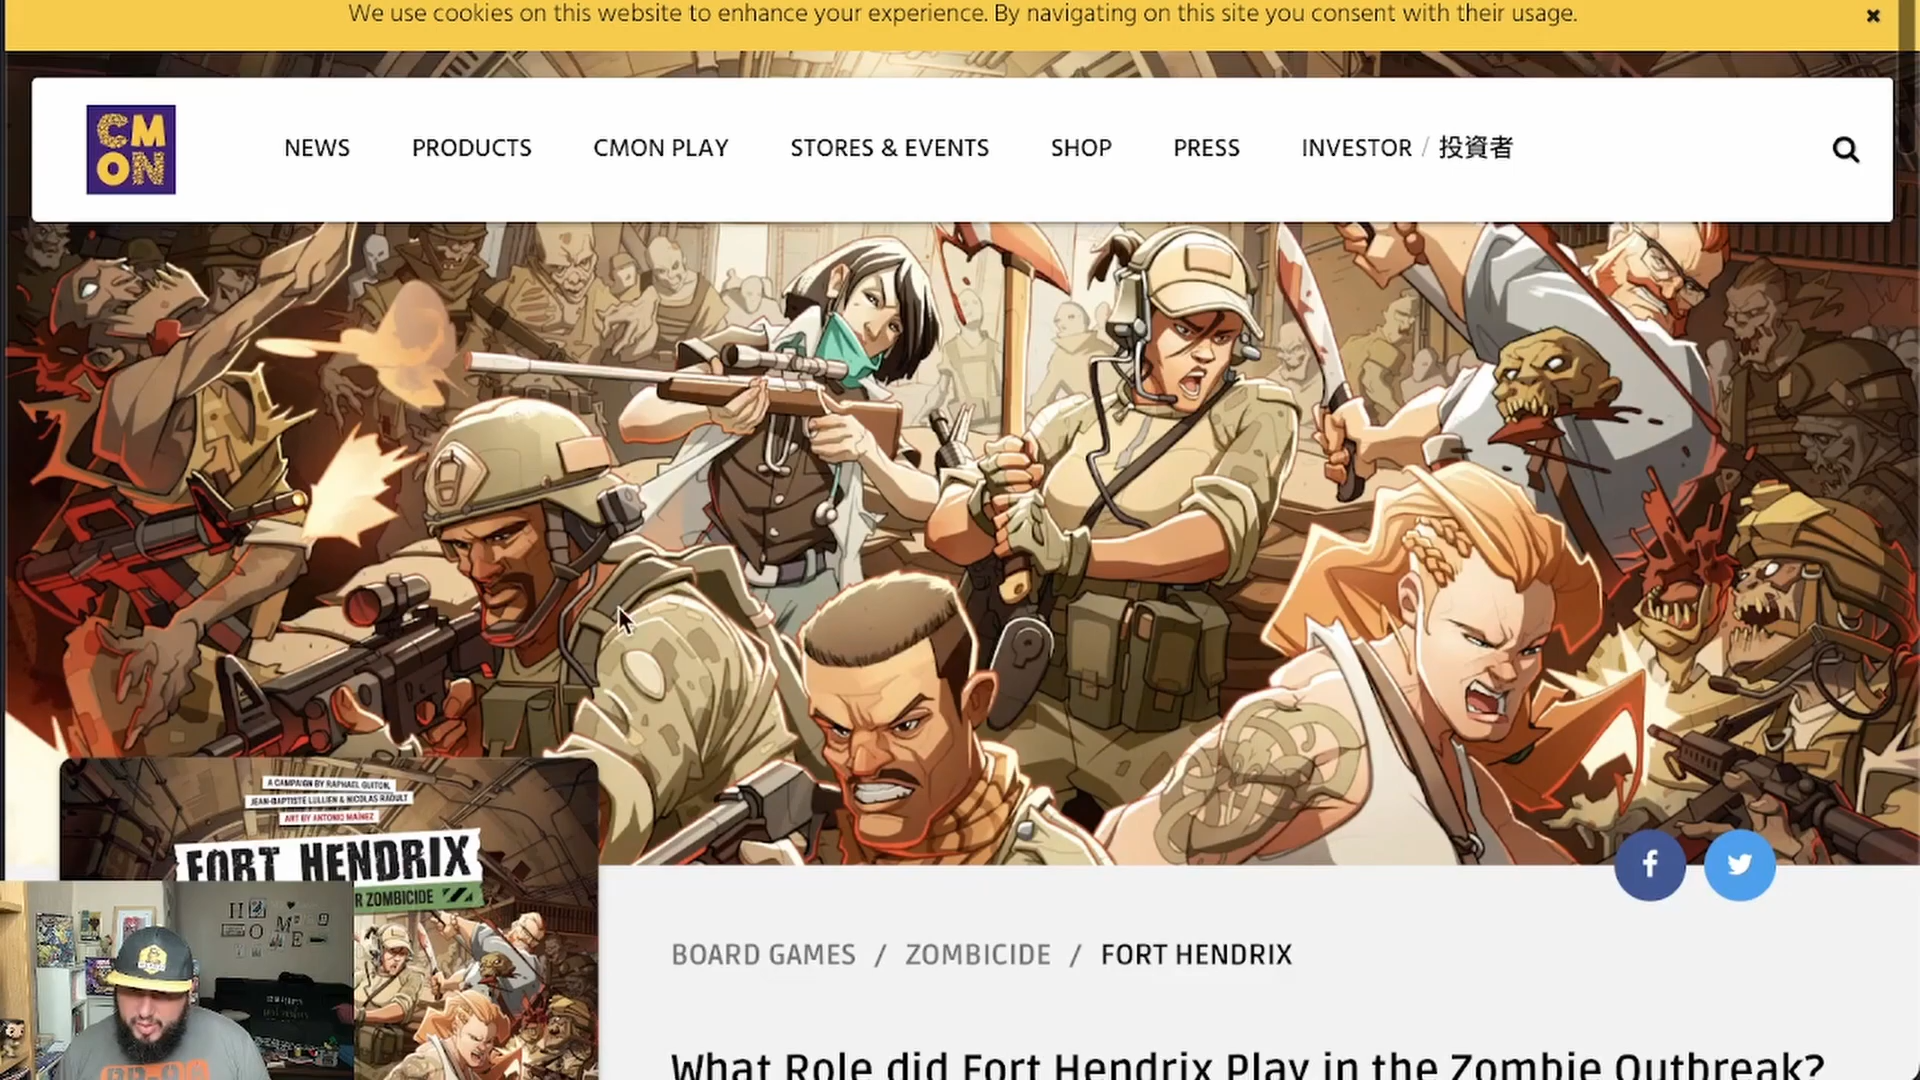 We use cookies on this website to enhance your experience. By navigating on this site you consent with their usage.
CM
ON
NEWS
PRODUCTS
CMON PLAY
STORES & EVENTS
SHOP
PRESS
INVESTOR / 投資者
A CAMPAIGN BY RAPHAEL GUITON,
JEAN-BAPTISTE LULLIEN & NICOLAS RAOULT
ART BY ANTONIO MAINEZ
FORT HENDRIX
R ZOMBICIDE
HOME
BOARD GAMES / ZOMBICIDE / FORT HENDRIX
What Role did Fort Hendrix Play in the Zombie Outbreak?